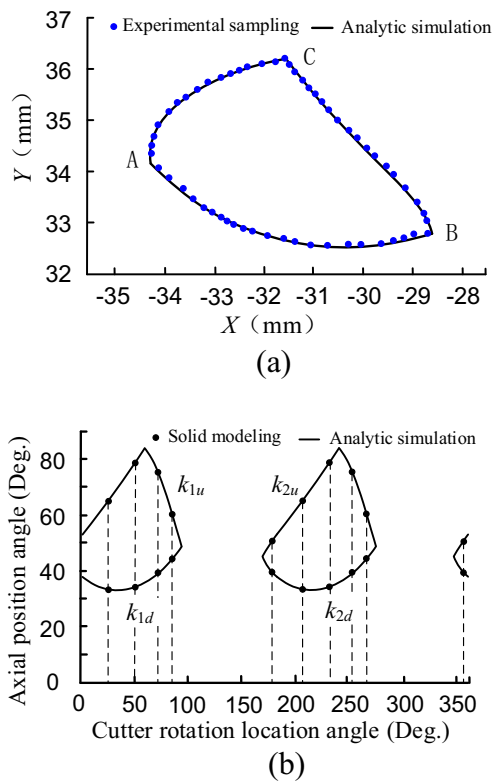 Experimental sampling Analytic simulation
37
36
35
34
33
32
Y（mm）
A
B
C
-35 -34 -33 -32 -31 -30 -29 -28
X（mm）
(a)
Solid modeling Analytic simulation
80
60
40
20
0
Axial position angle (Deg.)
k1u
k2u
k1d
k2d
0 50 100 150 200 250 300 350
Cutter rotation location angle (Deg.)
(b)